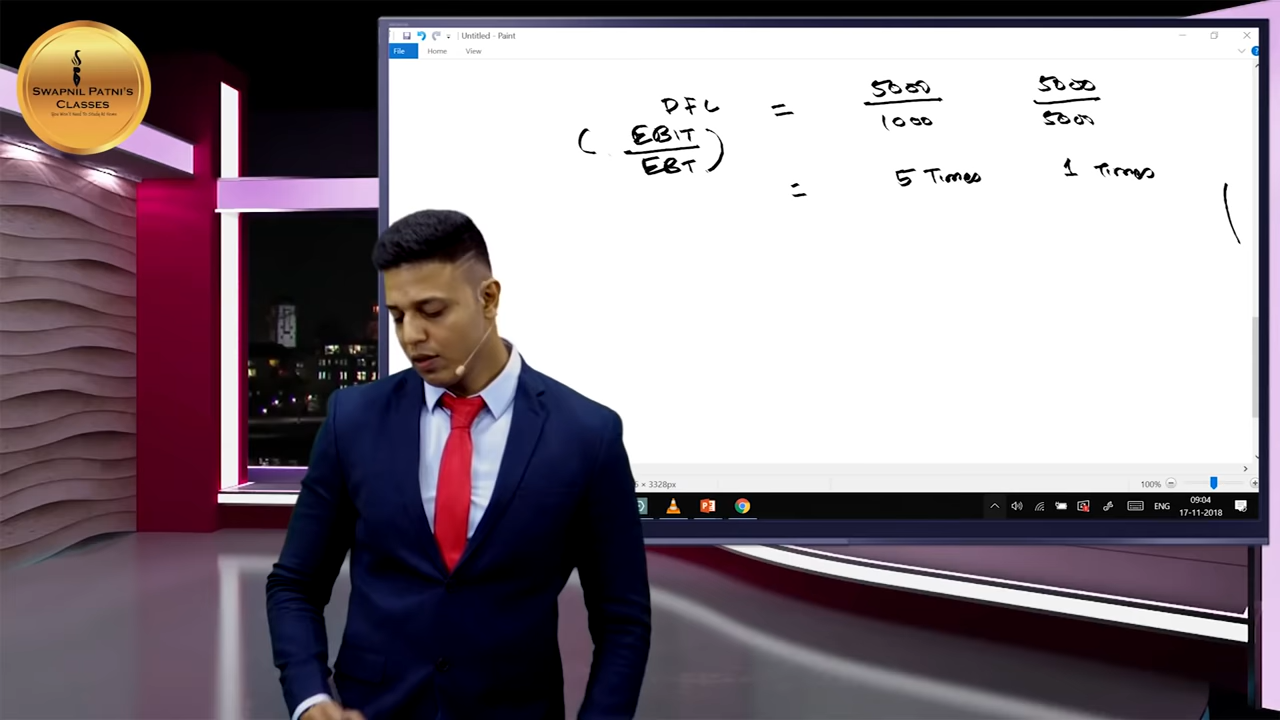 SWAPNIL PATNI'S
CLASSES
Untitled - Paint
File Home View
DFL = 5000/1000 5000/5000
(EBIT/EBT)
= 5 Times 1 Times
3328px
100%
ENG
09:04
17-11-2018